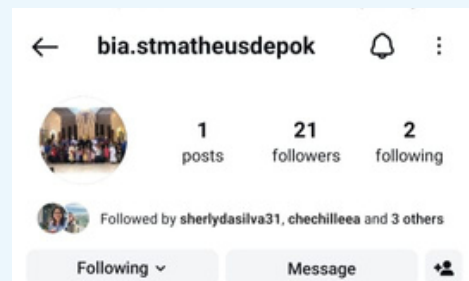 bia.stmatheusdepok
1 21 2
posts followers following
Followed by sherlydasilva31, chechilleea and 3 others
Following Message